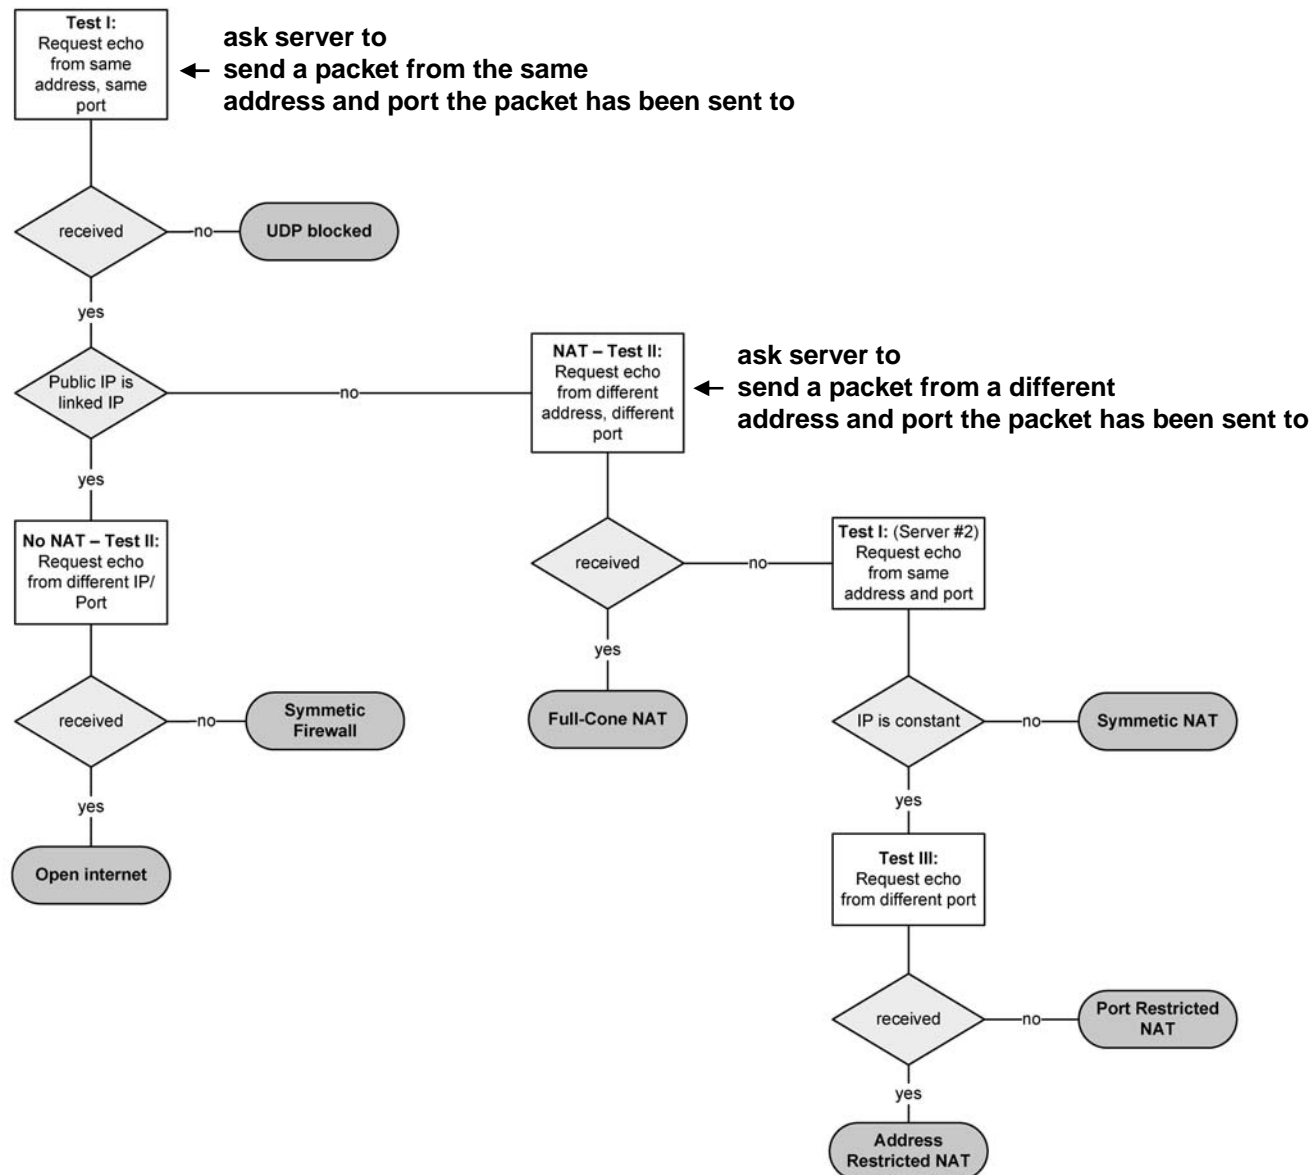 Test I:
Request echo
from same
address, same
port
ask server to
send a packet from the same
address and port the packet has been sent to
received
no
UDP blocked
yes
Public IP is
linked IP
no
NAT – Test II:
Request echo
from different
address, different
port
ask server to
send a packet from a different
address and port the packet has been sent to
yes
No NAT – Test II:
Request echo
from different IP/
Port
received
no
Test I: (Server #2)
Request echo
from same
address and port
yes
Full-Cone NAT
received
no
Symmetic
Firewall
IP is constant
no
Symmetic NAT
yes
Open internet
yes
Test III:
Request echo
from different port
received
no
Port Restricted
NAT
yes
Address
Restricted NAT